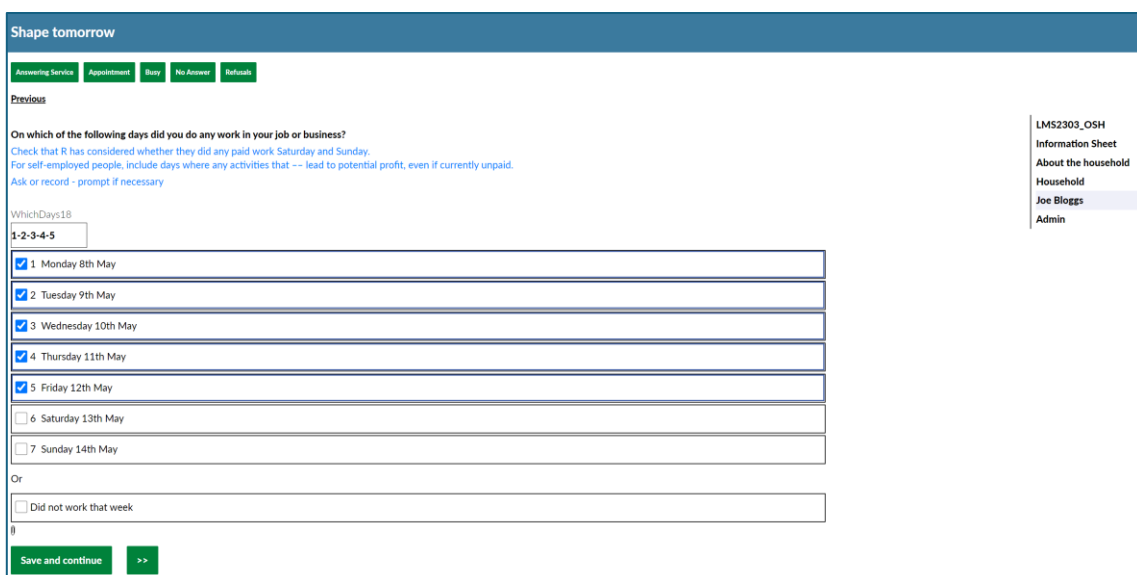 Shape tomorrow
Answering Service Appointment Busy No Answer Refusals
Previous
On which of the following days did you do any work in your job or business?
Check that R has considered whether they did any paid work Saturday and Sunday.
For self-employed people, include days where any activities that -- lead to potential profit, even if currently unpaid.
Ask or record - prompt if necessary
WhichDays18
1-2-3-4-5
1 Monday 8th May
2 Tuesday 9th May
3 Wednesday 10th May
4 Thursday 11th May
5 Friday 12th May
6 Saturday 13th May
7 Sunday 14th May
Or
Did not work that week
Save and continue >>
LMS2303_OSH
Information Sheet
About the household
Household
Joe Bloggs
Admin